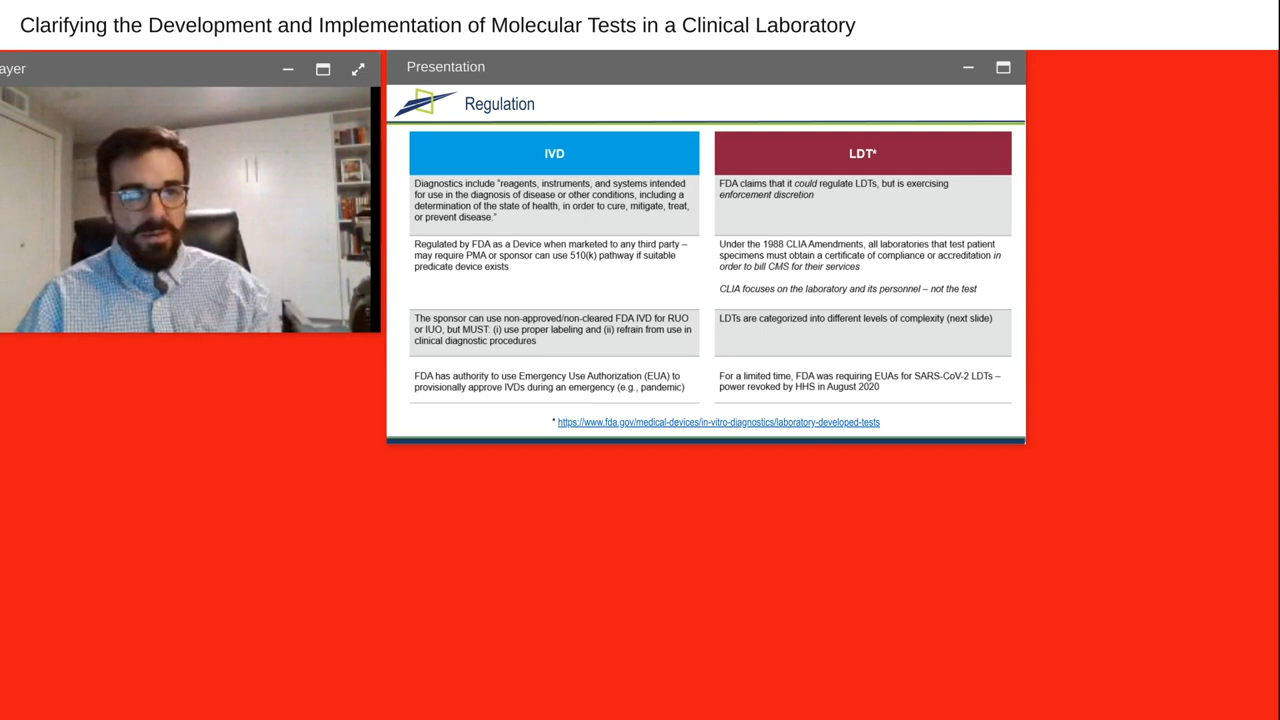 Clarifying the Development and Implementation of Molecular Tests in a Clinical Laboratory
ayer
Presentation
Regulation
IVD
Diagnostics include "reagents, instruments, and systems intended
for use in the diagnosis of disease or other conditions, including a
determination of the state of health, in order to cure, mitigate, treat,
or prevent disease."
Regulated by FDA as a Device when marketed to any third party –
may require PMA or sponsor can use 510(k) pathway if suitable
predicate device exists
The sponsor can use non-approved/non-cleared FDA IVD for RUO
or IUO, but MUST: (i) use proper labeling and (ii) refrain from use in
clinical diagnostic procedures
FDA has authority to use Emergency Use Authorization (EUA) to
provisionally approve IVDs during an emergency (e.g., pandemic)
LDT*
FDA claims that it could regulate LDTs, but is exercising
enforcement discretion
Under the 1988 CLIA Amendments, all laboratories that test patient
specimens must obtain a certificate of compliance or accreditation in
order to bill CMS for their services
CLIA focuses on the laboratory and its personnel – not the test
LDTs are categorized into different levels of complexity (next slide)
For a limited time, FDA was requiring EUAs for SARS-CoV-2 LDTs –
power revoked by HHS in August 2020
* https://www.fda.gov/medical-devices/in-vitro-diagnostics/laboratory-developed-tests